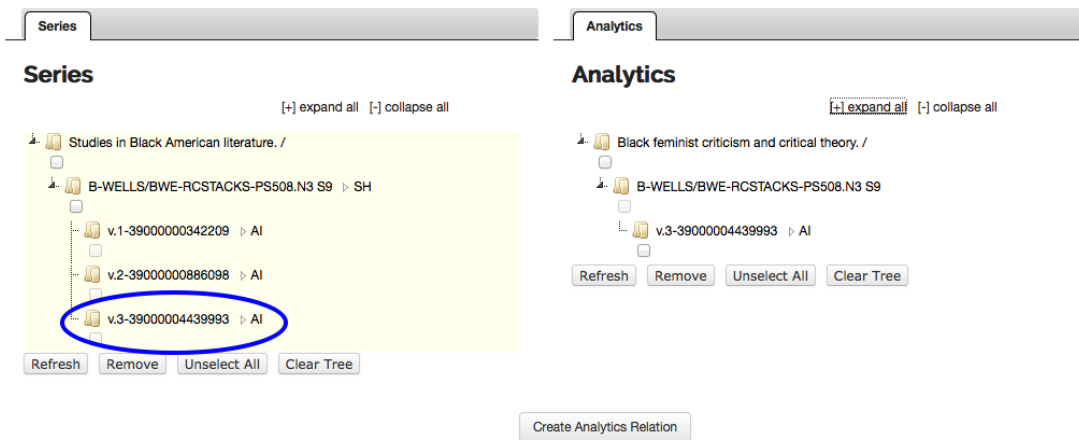 Series
Series
[+] expand all [-] collapse all
Studies in Black American literature. /
B-WELLS/BWE-RCSTACKS-PS508.N3 S9 ▷ SH
v.1-39000000342209 ▷ AI
v.2-39000000886098 ▷ AI
v.3-39000004439993 ▷ AI
Refresh Remove Unselect All Clear Tree
Analytics
Analytics
[+] expand all [-] collapse all
Black feminist criticism and critical theory. /
B-WELLS/BWE-RCSTACKS-PS508.N3 S9
v.3-39000004439993 ▷ AI
Refresh Remove Unselect All Clear Tree
Create Analytics Relation